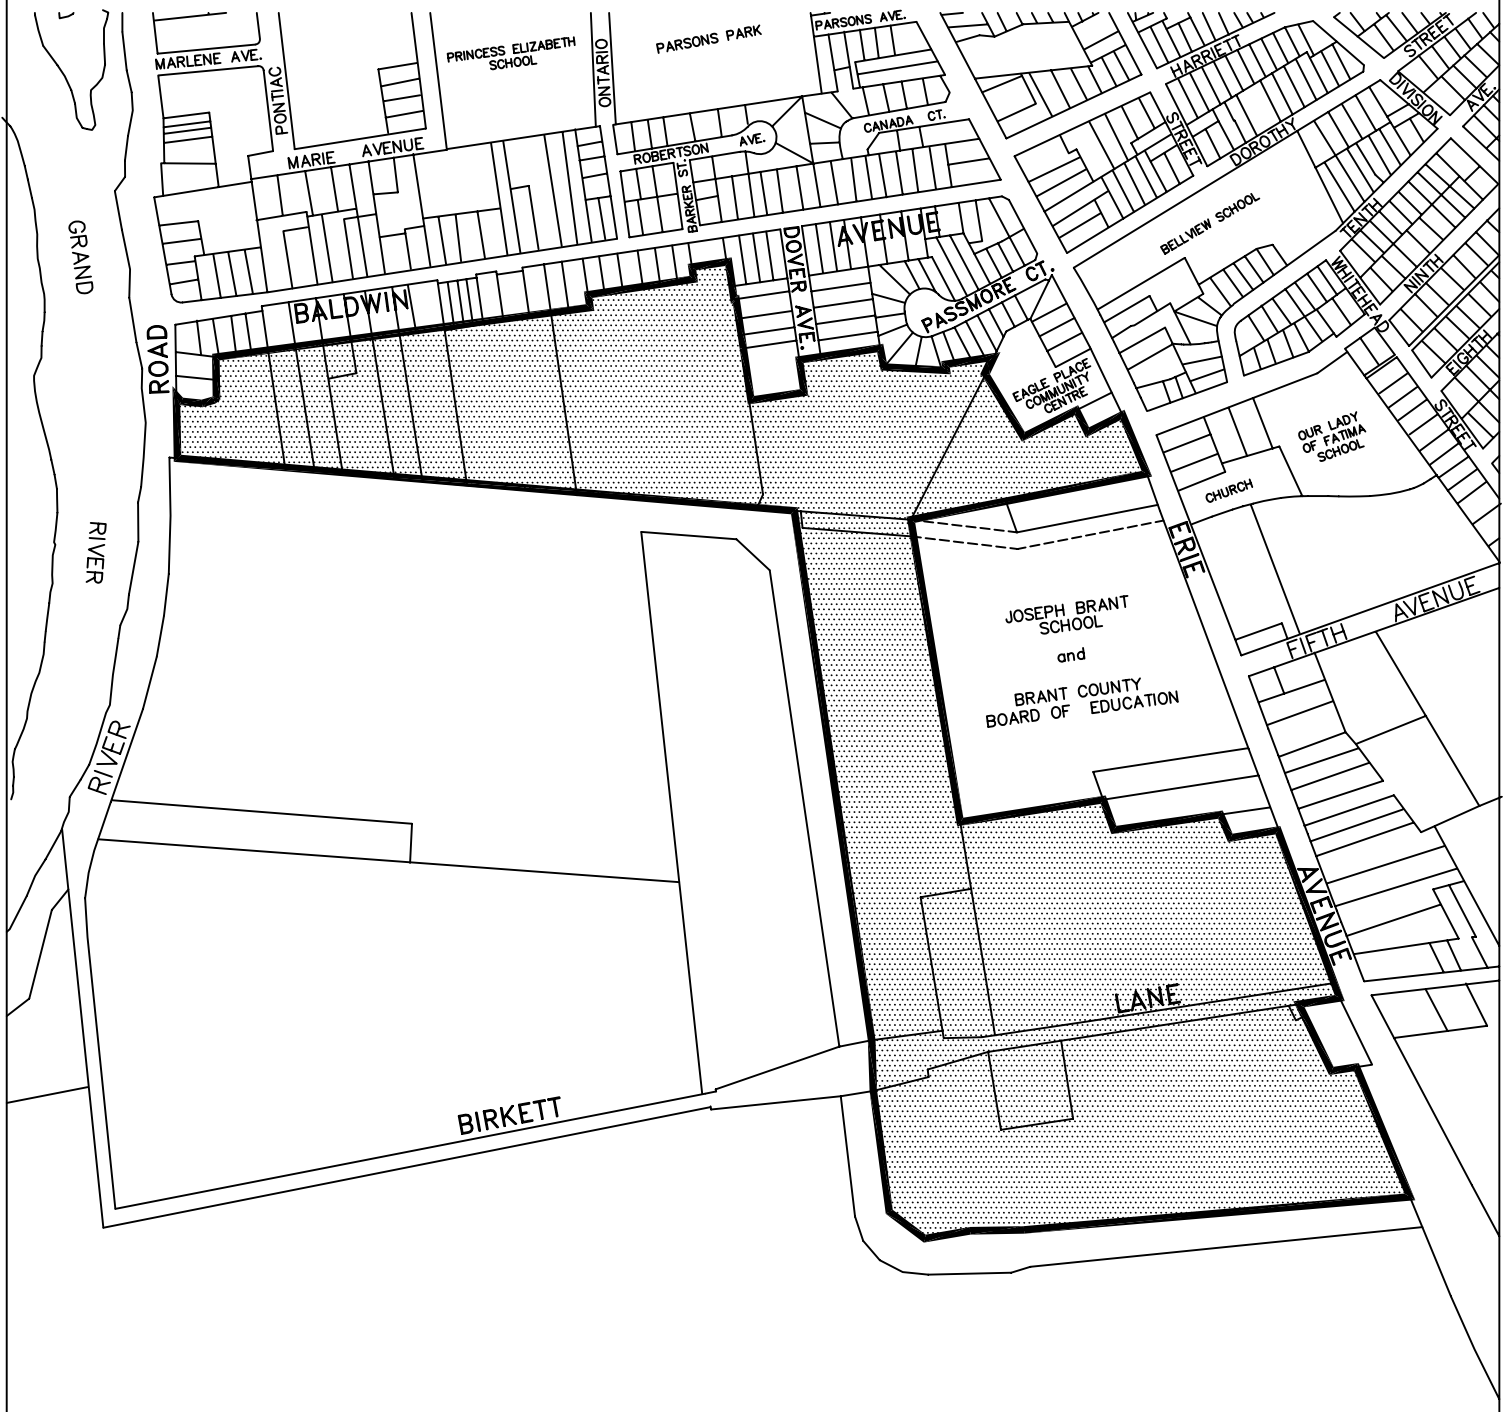 PARSONS AVE.
STREET
PRINCESS ELIZABETH
SCHOOL
PARSONS PARK
MARLENE AVE.
PONTIAC
ONTARIO
HARRIETT
STREET
DIVISION
AVE.
CANADA CT.
DOROTHY
MARIE AVENUE
ROBERTSON AVE.
BARKER ST.
BELLVIEW SCHOOL
TENTH
GRAND
AVENUE
DOVER AVE.
PASSMORE CT.
WHITEHEAD
NINTH
BALDWIN
ROAD
EIGHTH
EAGLE PLACE
COMMUNITY
CENTRE
OUR LADY
OF FATIMA
SCHOOL
STREET
CHURCH
RIVER
ERIE
JOSEPH BRANT
SCHOOL
and
BRANT COUNTY
BOARD OF EDUCATION
FIFTH AVENUE
RIVER
AVENUE
LANE
BIRKETT